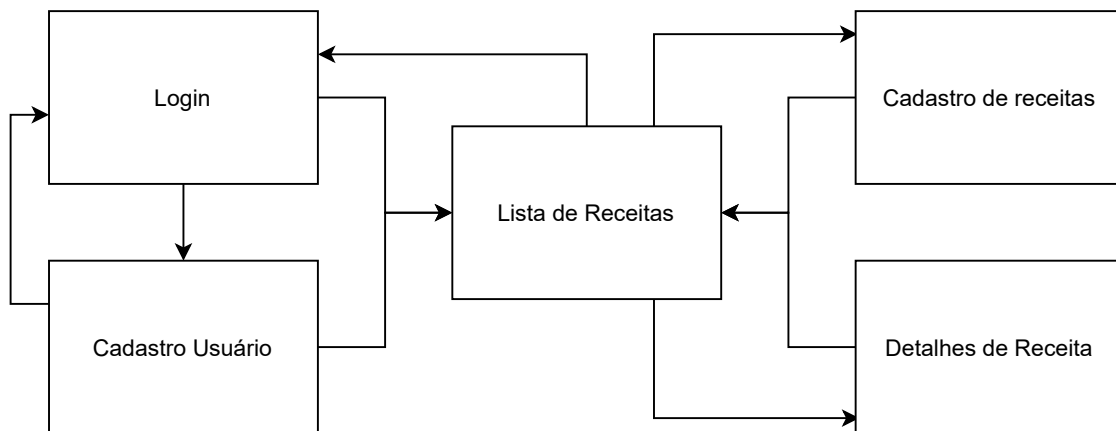 Login
Cadastro de receitas
Lista de Receitas
Cadastro Usuário
Detalhes de Receita